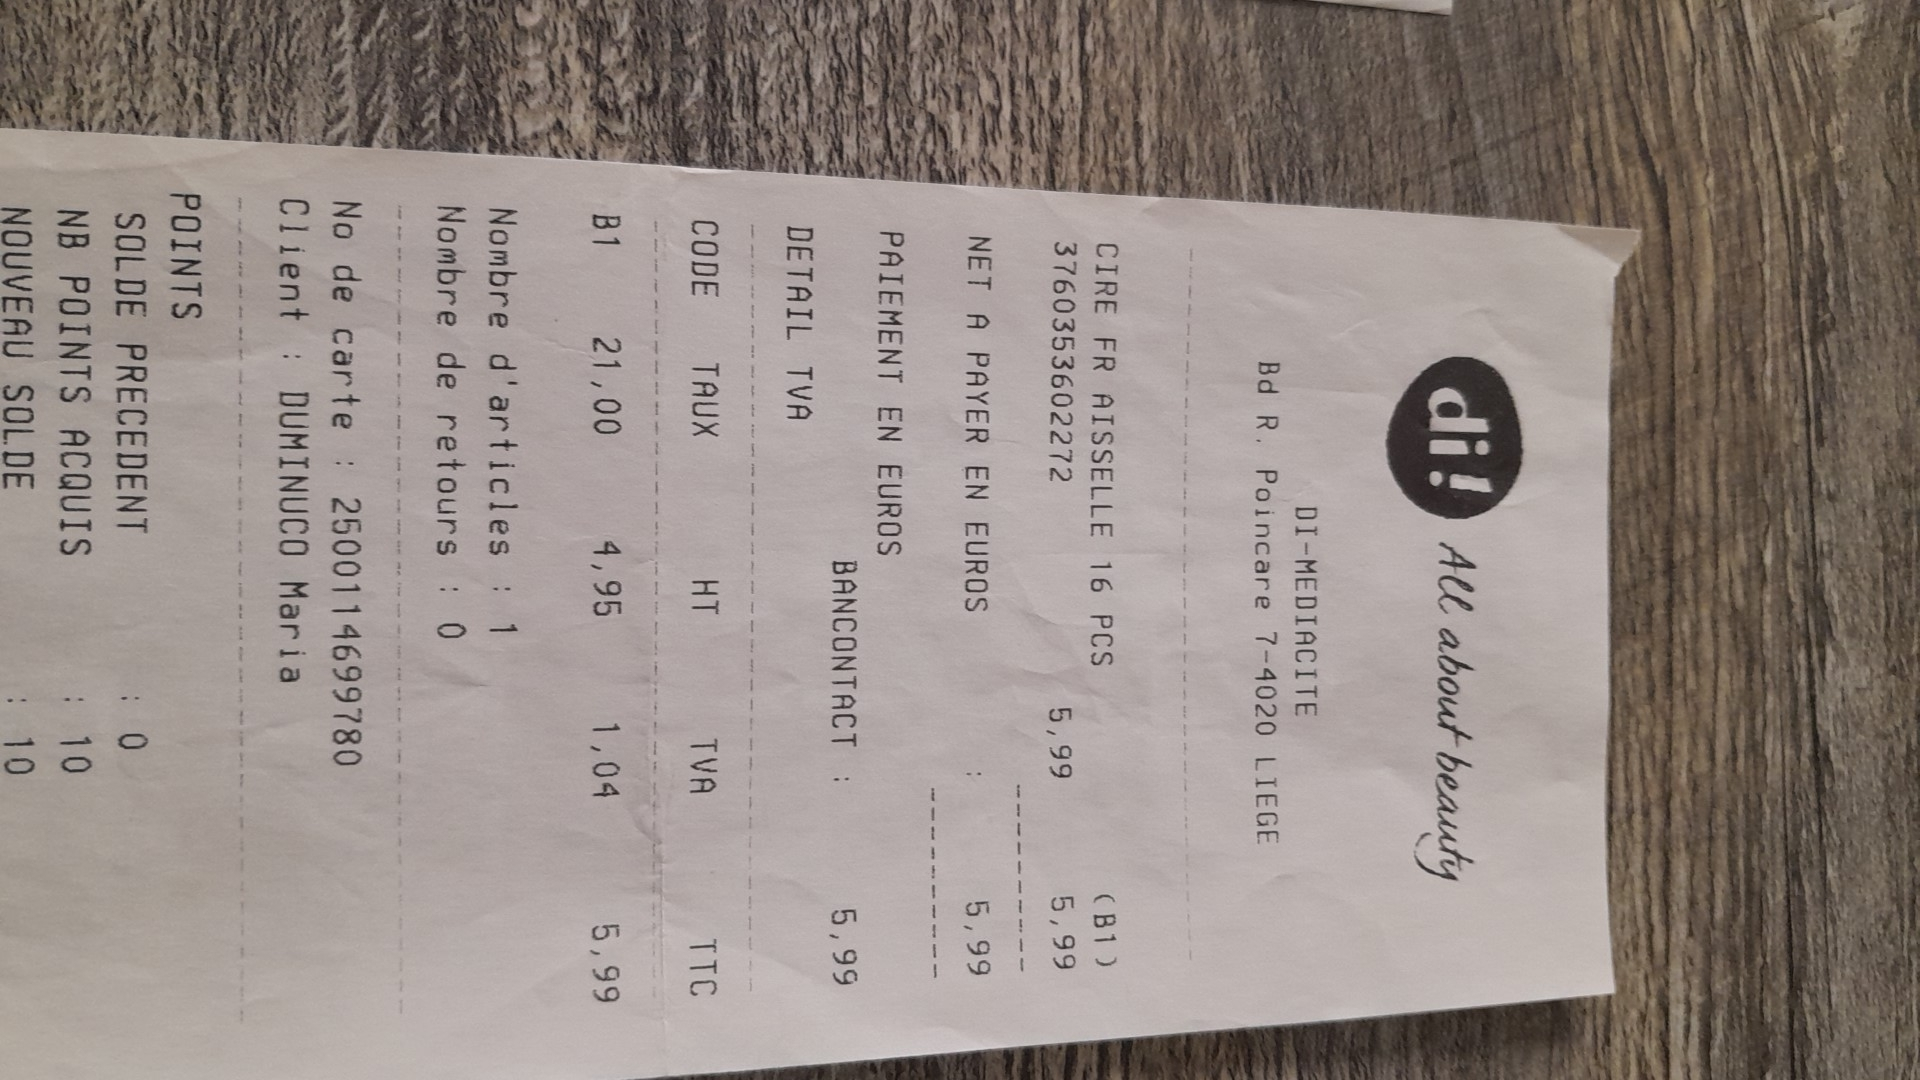 di! All about beauty
DI-MEDIACITE
Bd R. Poincare 7-4020 LIEGE
CIRE FR AISSELLE 16 PCS (B1)
3760353602272 5,99 5,99
NET A PAYER EN EUROS : 5,99
PAIEMENT EN EUROS
BANCONTACT : 5,99
DETAIL TVA
CODE TAUX HT TVA TTC
B1 21,00 4,95 1,04 5,99
Nombre d'articles : 1
Nombre de retours : 0
No de carte : 2500114699780
Client : DUMINUCO Maria
POINTS
SOLDE PRECEDENT : 0
NB POINTS ACQUIS : 10
NOUVEAU SOLDE : 10